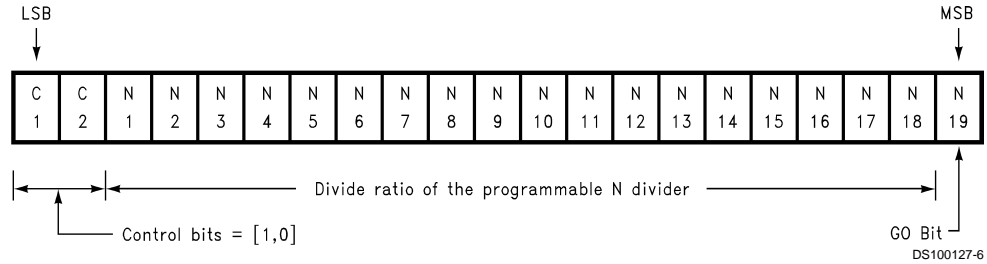 LSB MSB
C C N N N N N N N N N N N N N N N N N N N
1 2 1 2 3 4 5 6 7 8 9 10 11 12 13 14 15 16 17 18 19
Divide ratio of the programmable N divider
Control bits = [1,0] GO Bit
DS100127-6